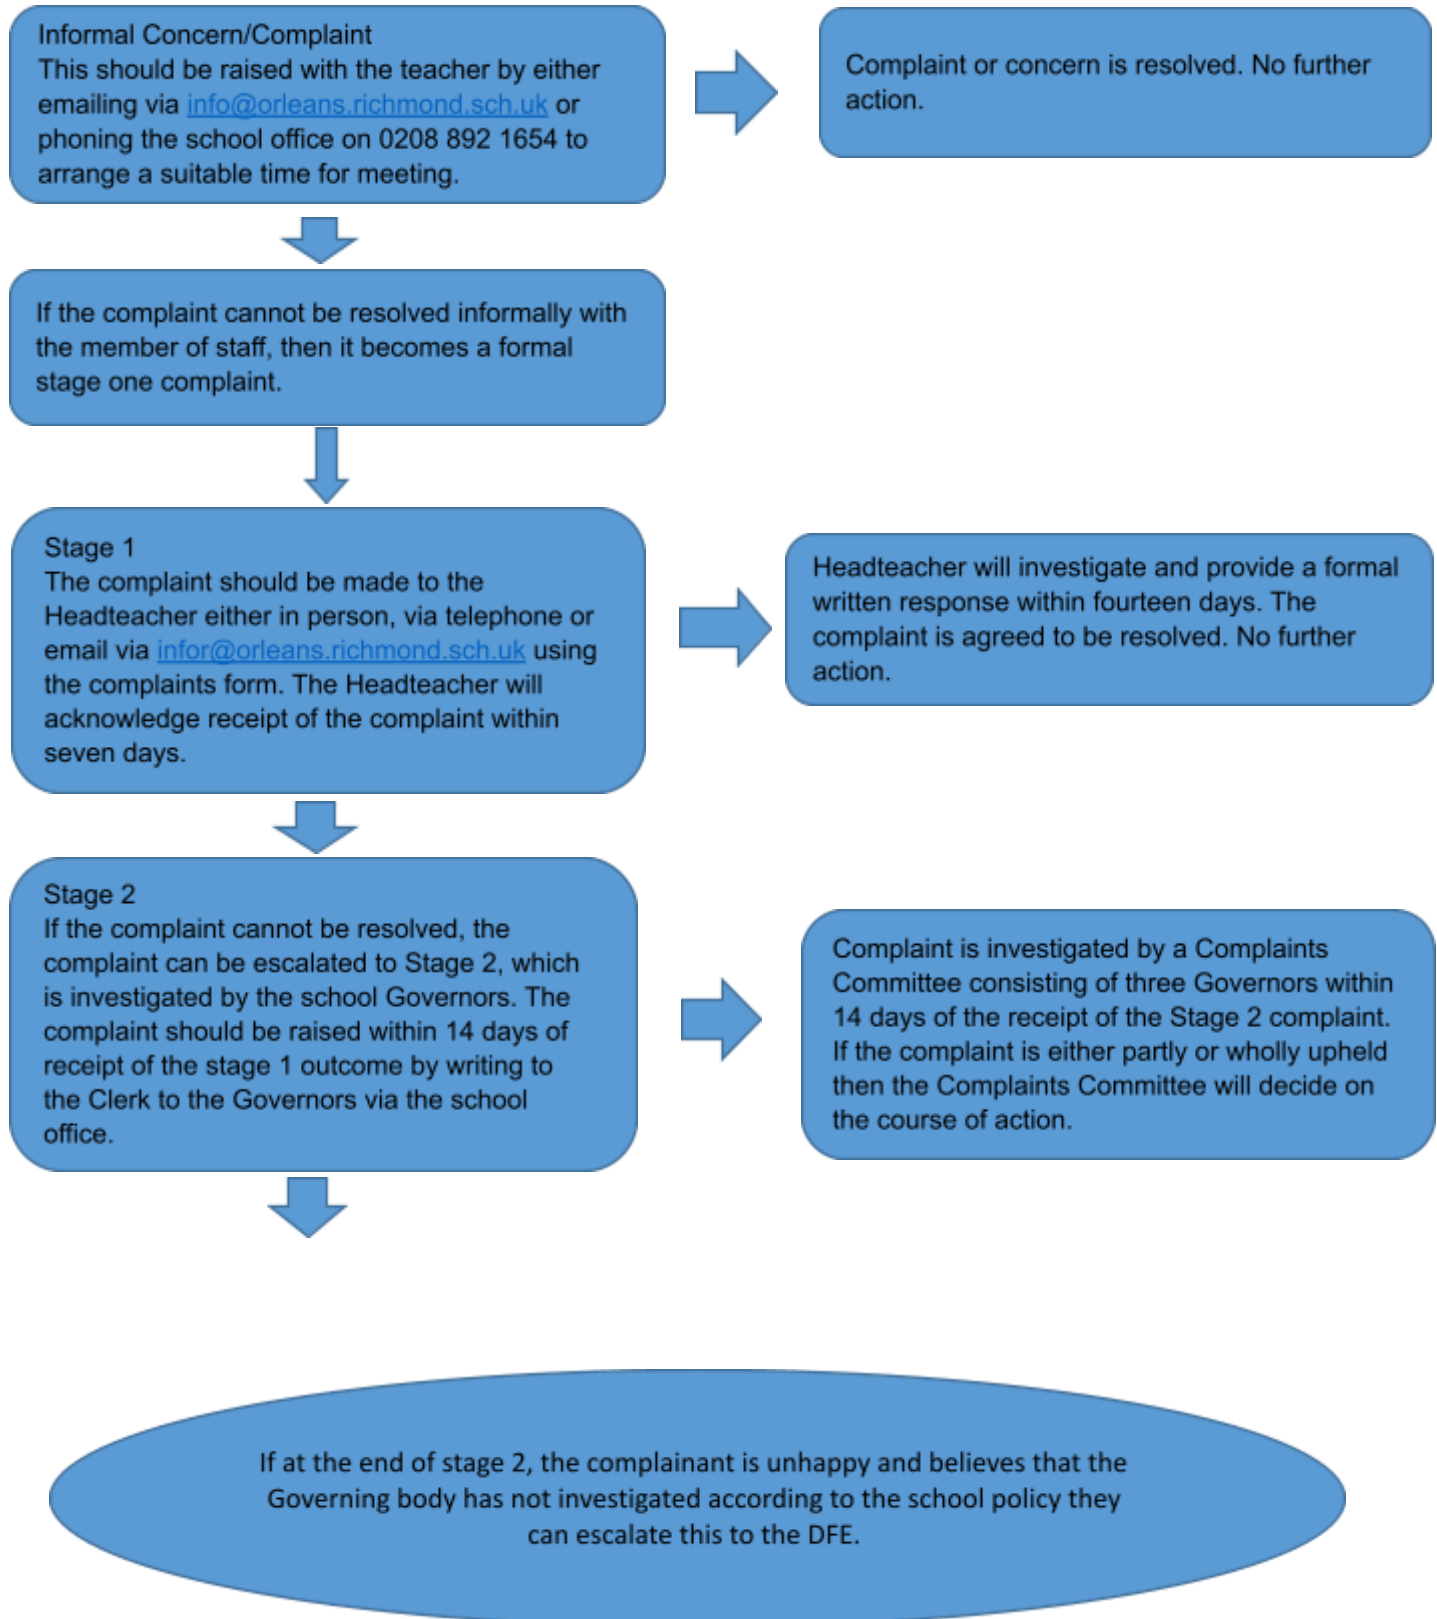 Informal Concern/Complaint
This should be raised with the teacher by either
emailing via info@orleans.richmond.sch.uk or
phoning the school office on 0208 892 1654 to
arrange a suitable time for meeting.
Complaint or concern is resolved. No further
action.
If the complaint cannot be resolved informally with
the member of staff, then it becomes a formal
stage one complaint.
Stage 1
The complaint should be made to the
Headteacher either in person, via telephone or
email via infor@orleans.richmond.sch.uk using
the complaints form. The Headteacher will
acknowledge receipt of the complaint within
seven days.
Headteacher will investigate and provide a formal
written response within fourteen days. The
complaint is agreed to be resolved. No further
action.
Stage 2
If the complaint cannot be resolved, the
complaint can be escalated to Stage 2, which
is investigated by the school Governors. The
complaint should be raised within 14 days of
receipt of the stage 1 outcome by writing to
the Clerk to the Governors via the school
office.
Complaint is investigated by a Complaints
Committee consisting of three Governors within
14 days of the receipt of the Stage 2 complaint.
If the complaint is either partly or wholly upheld
then the Complaints Committee will decide on
the course of action.
If at the end of stage 2, the complainant is unhappy and believes that the
Governing body has not investigated according to the school policy they
can escalate this to the DFE.